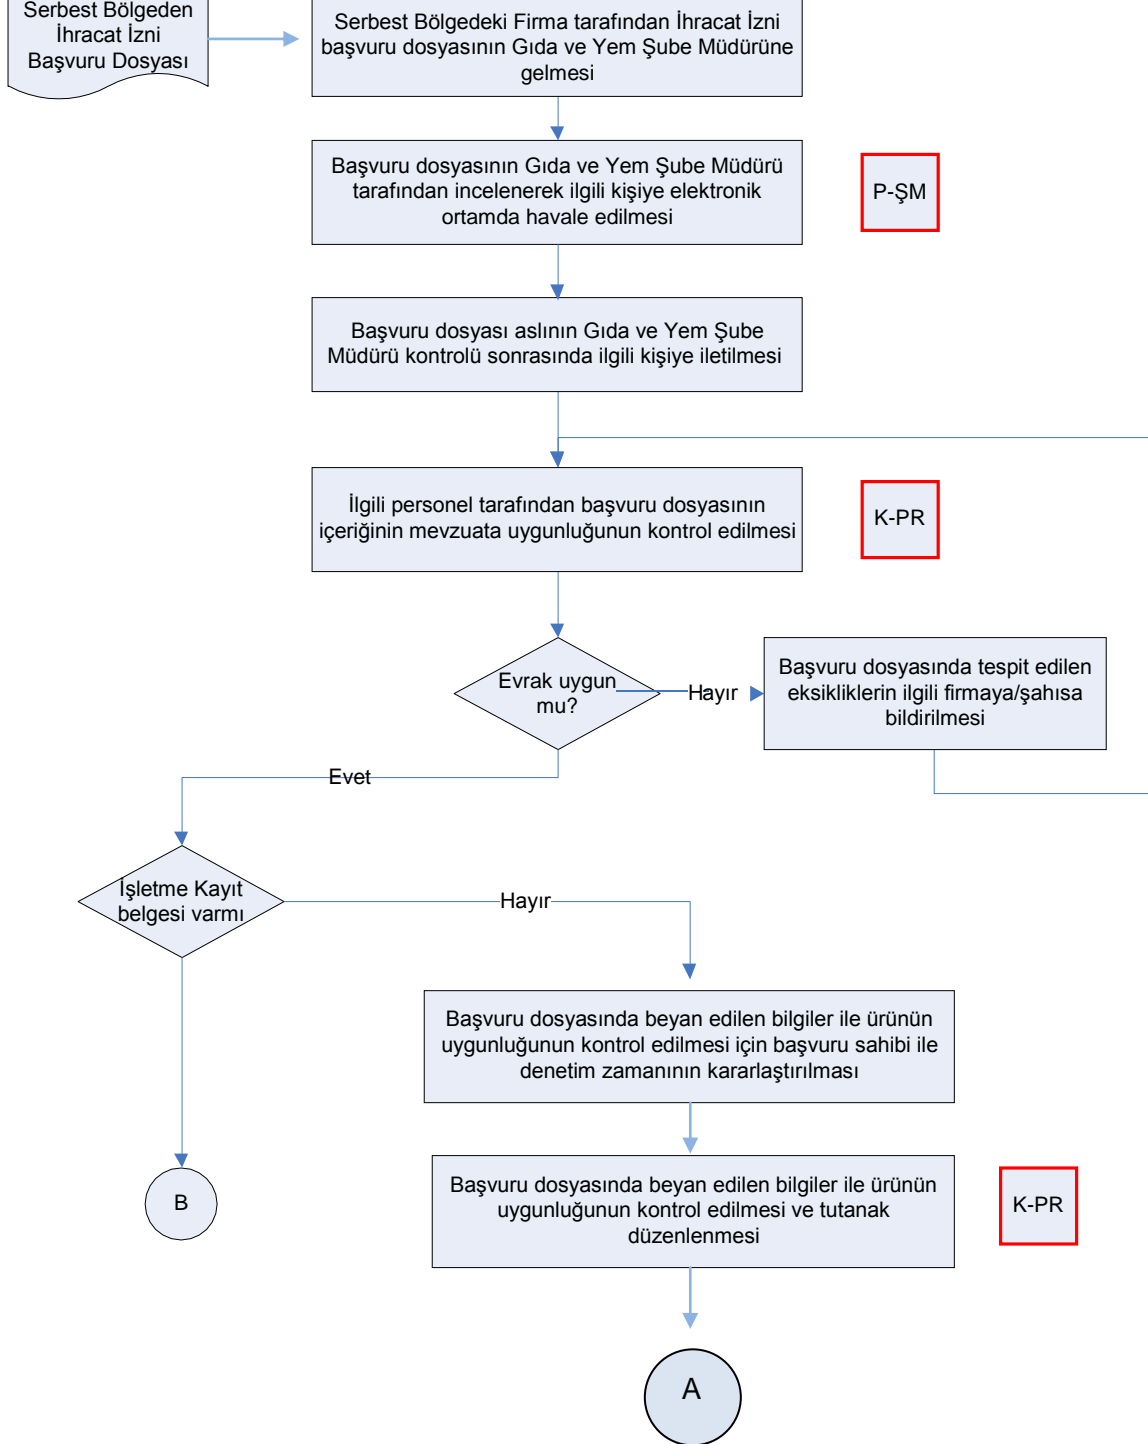 Serbest Bölgeden
İhracat İzni
Başvuru Dosyası
Serbest Bölgedeki Firma tarafından İhracat İzni
başvuru dosyasının Gıda ve Yem Şube Müdürüne
gelmesi
Başvuru dosyasının Gıda ve Yem Şube Müdürü
tarafından incelenerek ilgili kişiye elektronik
ortamda havale edilmesi
P-ŞM
Başvuru dosyası aslının Gıda ve Yem Şube
Müdürü kontrolü sonrasında ilgili kişiye iletilmesi
İlgili personel tarafından başvuru dosyasının
içeriğinin mevzuata uygunluğunun kontrol edilmesi
K-PR
Evrak uygun
mu?
Hayır
Başvuru dosyasında tespit edilen
eksikliklerin ilgili firmaya/şahısa
bildirilmesi
Evet
İşletme Kayıt
belgesi varmı
Hayır
Başvuru dosyasında beyan edilen bilgiler ile ürünün
uygunluğunun kontrol edilmesi için başvuru sahibi ile
denetim zamanının kararlaştırılması
B
Başvuru dosyasında beyan edilen bilgiler ile ürünün
uygunluğunun kontrol edilmesi ve tutanak
düzenlenmesi
K-PR
A